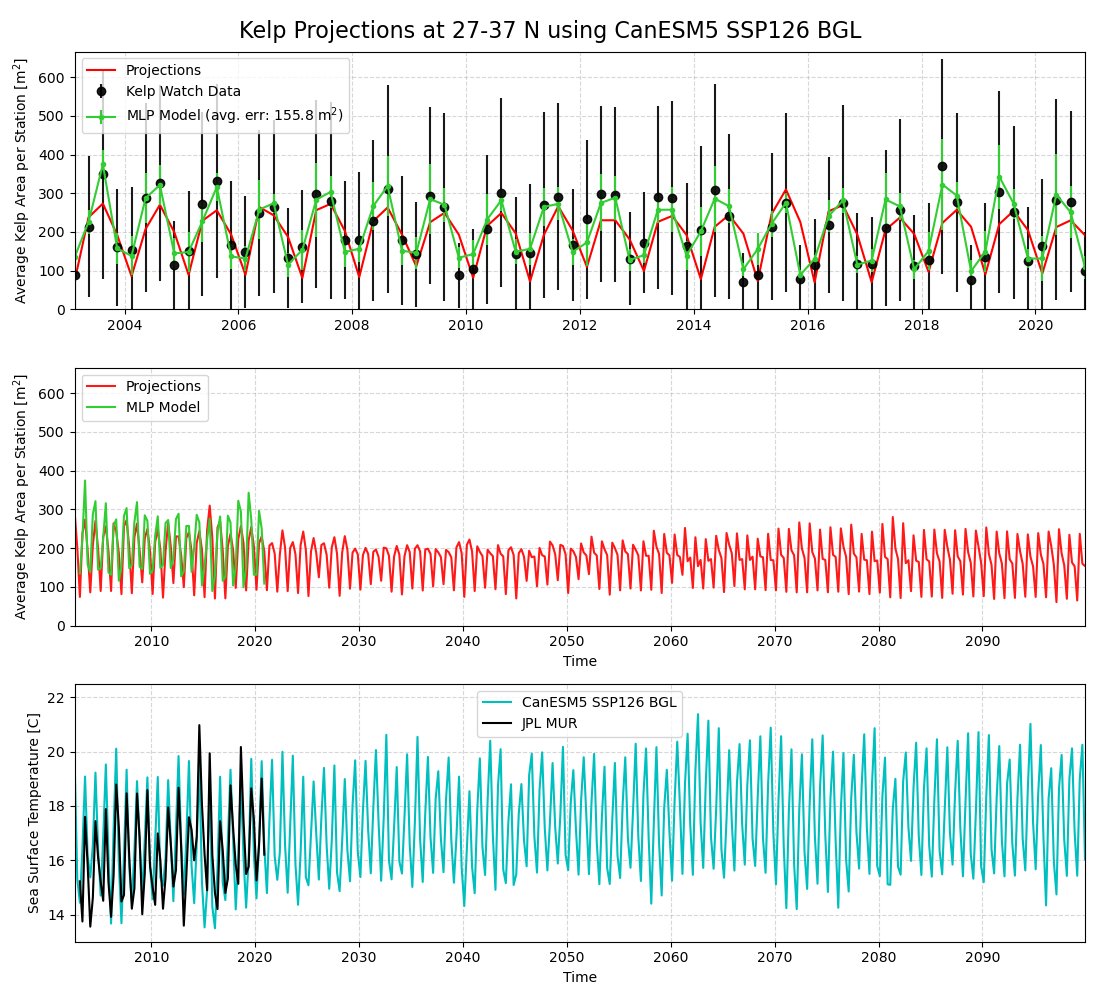 Kelp Projections at 27-37 N using CanESM5 SSP126 BGL
Average Kelp Area per Station [m²]
600
500
400
300
200
100
0
Projections
Kelp Watch Data
MLP Model (avg. err: 155.8 m²)
2004 2006 2008 2010 2012 2014 2016 2018 2020
Average Kelp Area per Station [m²]
600
500
400
300
200
100
0
Projections
MLP Model
2010 2020 2030 2040 2050 2060 2070 2080 2090
Time
Sea Surface Temperature [C]
22
20
18
16
14
CanESM5 SSP126 BGL
JPL MUR
2010 2020 2030 2040 2050 2060 2070 2080 2090
Time